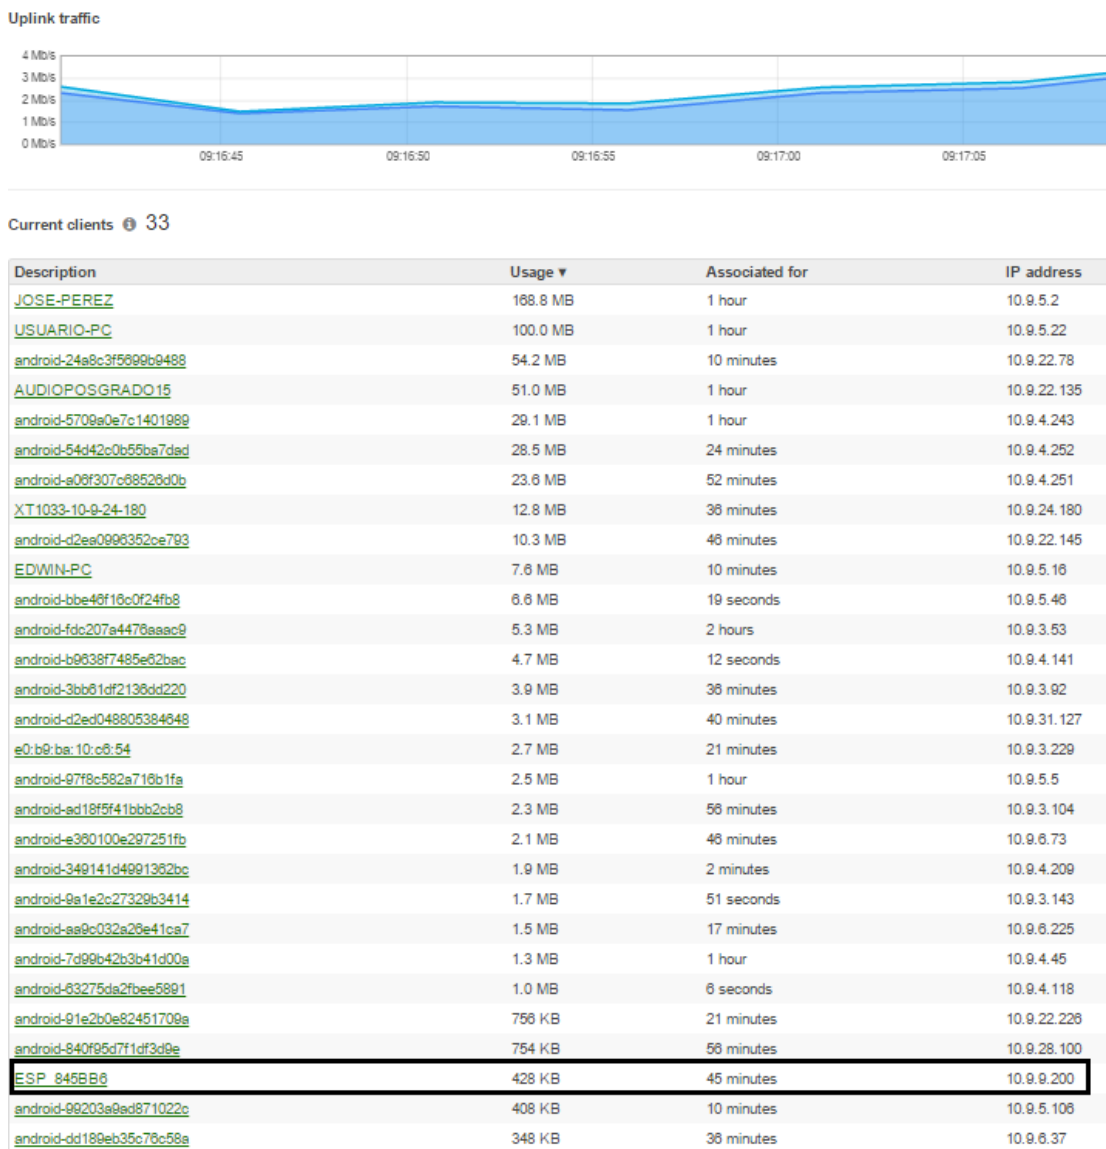 Uplink traffic
4 Mb/s
3 Mb/s
2 Mb/s
1 Mb/s
0 Mb/s
09:16:45 09:16:50 09:16:55 09:17:00 09:17:05
Current clients 33
Description Usage ▼ Associated for IP address
JOSE-PEREZ 168.8 MB 1 hour 10.9.5.2
USUARIO-PC 100.0 MB 1 hour 10.9.5.22
android-24a8c3f5699b9488 54.2 MB 10 minutes 10.9.22.78
AUDIOPOSGRADO15 51.0 MB 1 hour 10.9.22.135
android-5709a0e7c1401989 29.1 MB 1 hour 10.9.4.243
android-54d42c0b55ba7dad 28.5 MB 24 minutes 10.9.4.252
android-a06f307c68526d0b 23.6 MB 52 minutes 10.9.4.251
XT1033-10-9-24-180 12.8 MB 36 minutes 10.9.24.180
android-d2ea0996352ce793 10.3 MB 46 minutes 10.9.22.145
EDWIN-PC 7.6 MB 10 minutes 10.9.5.16
android-bbe46f16c0f24fb8 6.6 MB 19 seconds 10.9.5.46
android-fdc207a4476aaac9 5.3 MB 2 hours 10.9.3.53
android-b9638f7485e62bac 4.7 MB 12 seconds 10.9.4.141
android-3bb61df2136dd220 3.9 MB 36 minutes 10.9.3.92
android-d2ed048805384648 3.1 MB 40 minutes 10.9.31.127
e0:b9:ba:10:c6:54 2.7 MB 21 minutes 10.9.3.229
android-97f8c582a716b1fa 2.5 MB 1 hour 10.9.5.5
android-ad18f5f41bbb2cb8 2.3 MB 56 minutes 10.9.3.104
android-e360100e297251fb 2.1 MB 46 minutes 10.9.6.73
android-349141d4991362bc 1.9 MB 2 minutes 10.9.4.209
android-9a1e2c27329b3414 1.7 MB 51 seconds 10.9.3.143
android-aa9c032a26e41ca7 1.5 MB 17 minutes 10.9.6.225
android-7d99b42b3b41d00a 1.3 MB 1 hour 10.9.4.45
android-63275da2fbee5891 1.0 MB 6 seconds 10.9.4.118
android-91e2b0e82451709a 756 KB 21 minutes 10.9.22.226
android-840f95d7f1df3d9e 754 KB 56 minutes 10.9.28.100
ESP_845BB6 428 KB 45 minutes 10.9.9.200
android-99203a9ad871022c 408 KB 10 minutes 10.9.5.106
android-dd189eb35c76c58a 348 KB 36 minutes 10.9.6.37